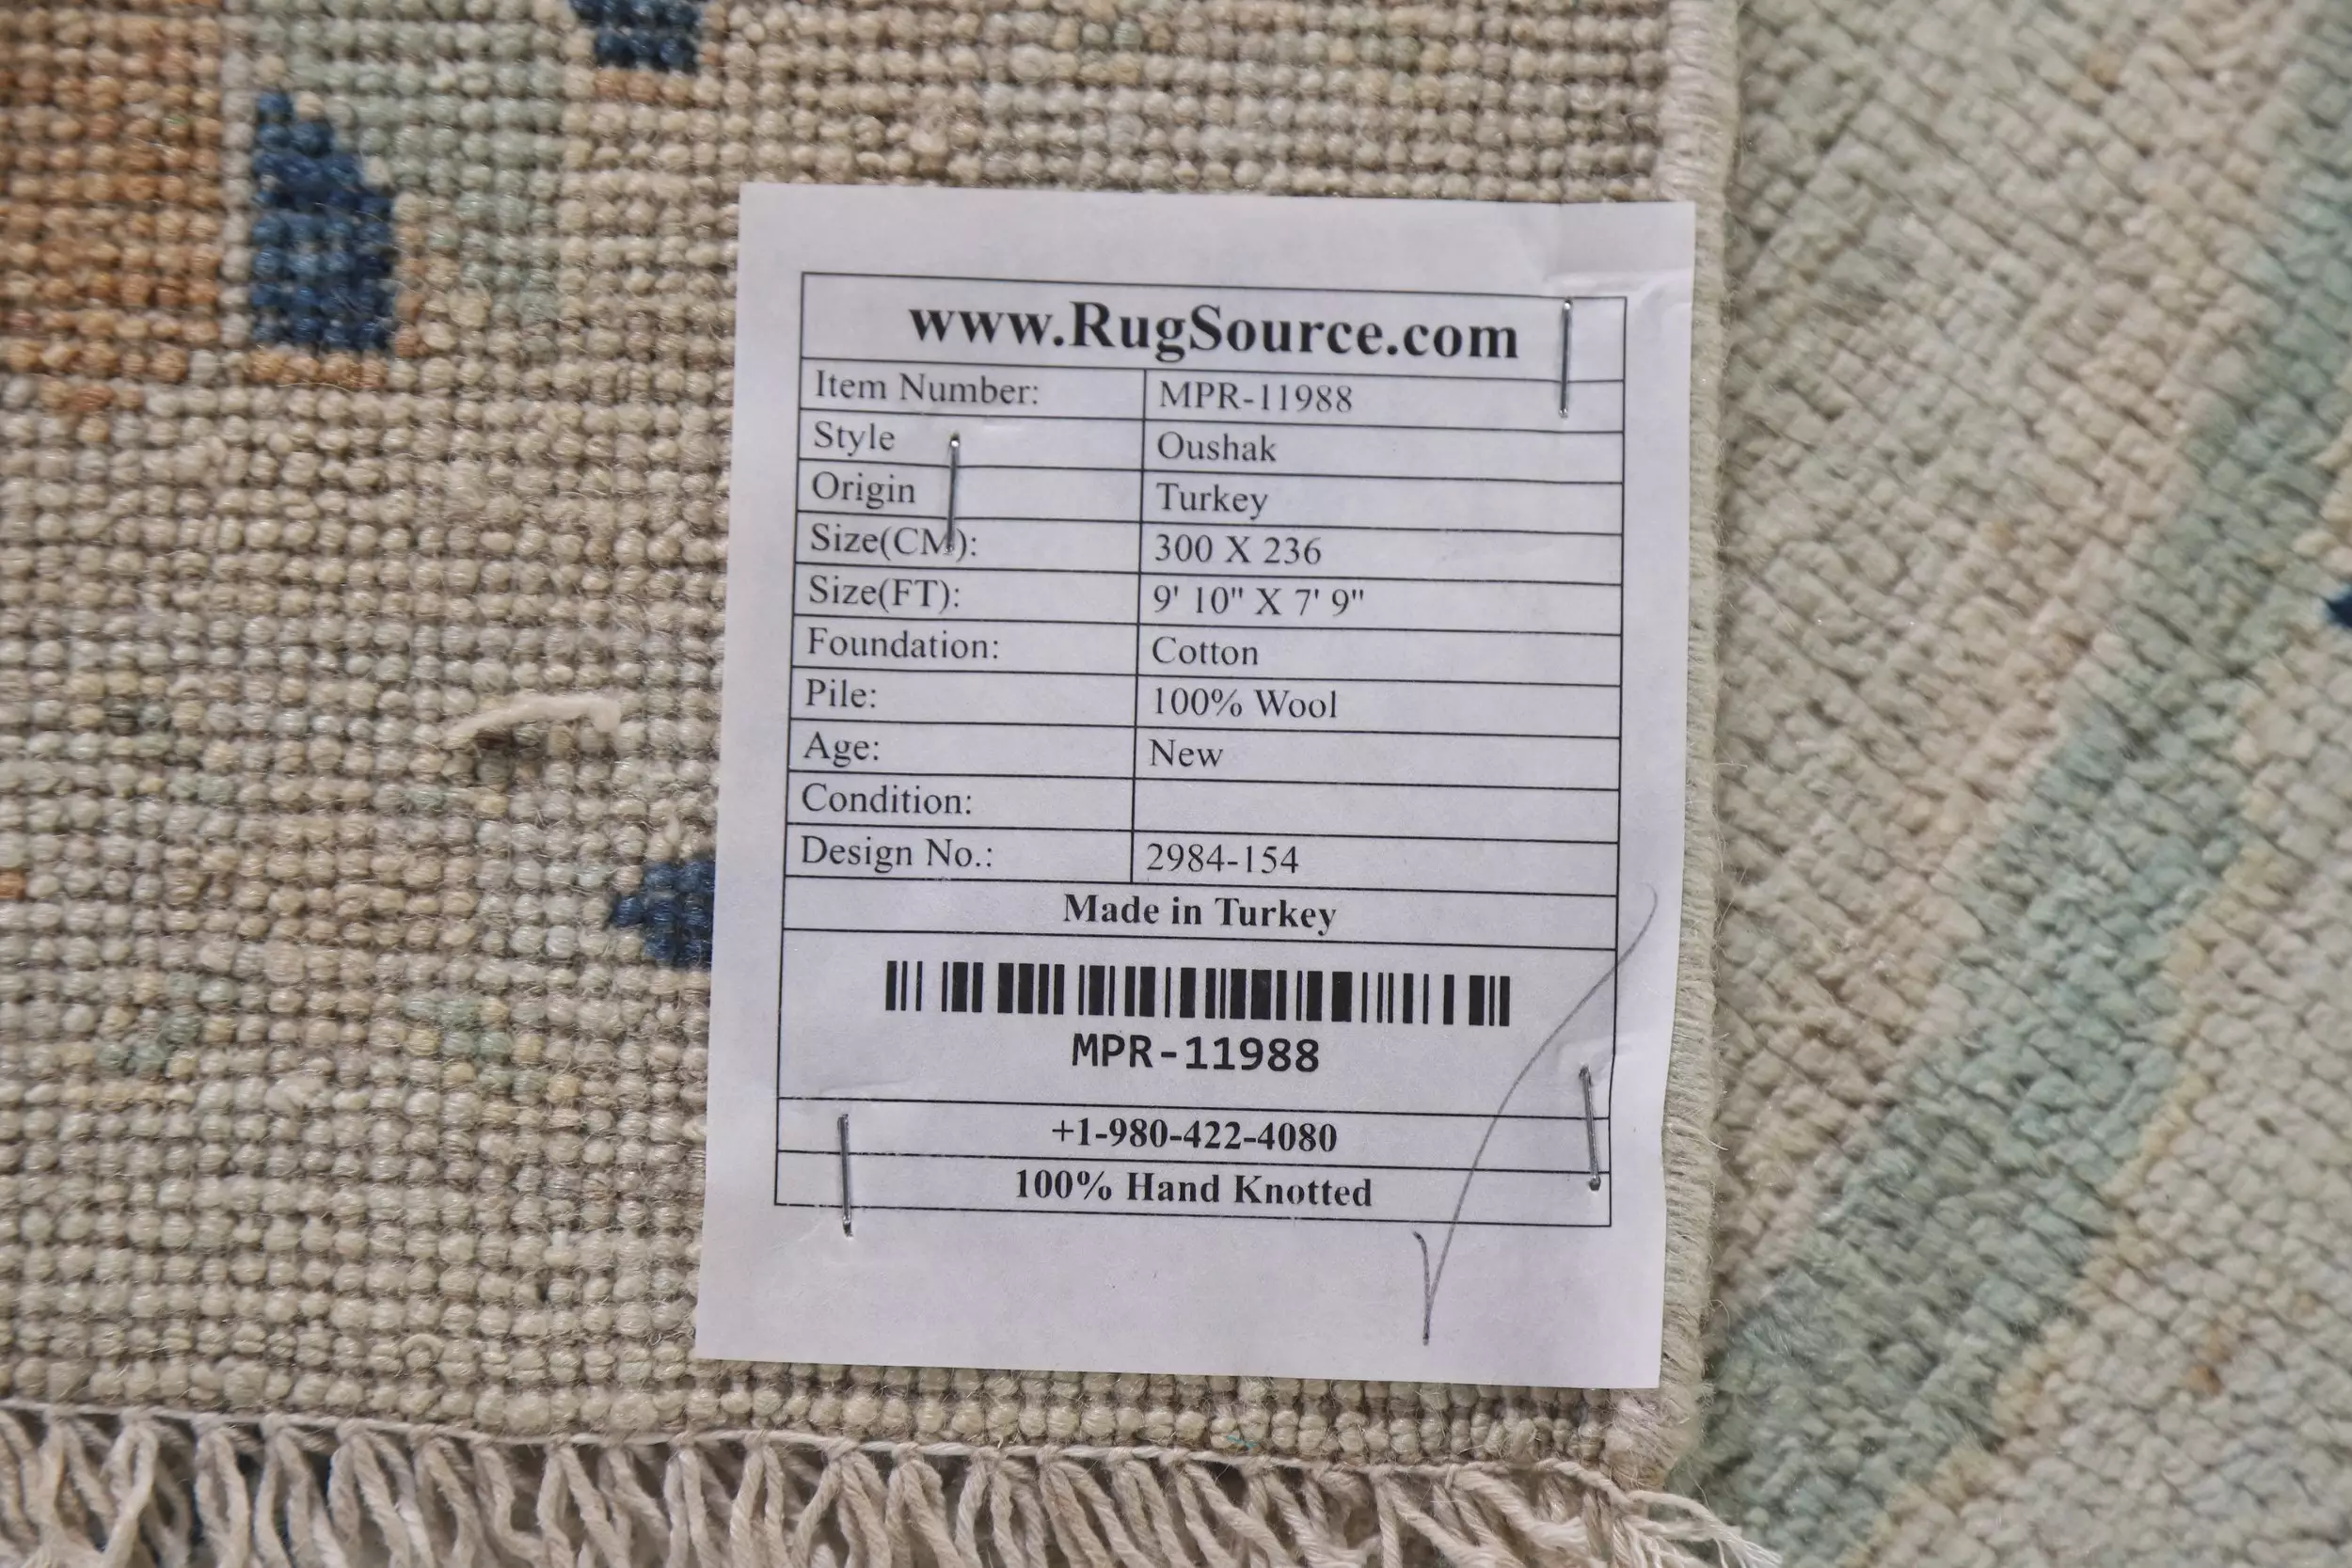 www.RugSource.com
Item Number: MPR-11988
Style Oushak
Origin Turkey
Size(CM): 300 X 236
Size(FT): 9' 10" X 7' 9"
Foundation: Cotton
Pile: 100% Wool
Age: New
Condition:
Design No.: 2984-154
Made in Turkey
MPR-11988
+1-980-422-4080
100% Hand Knotted